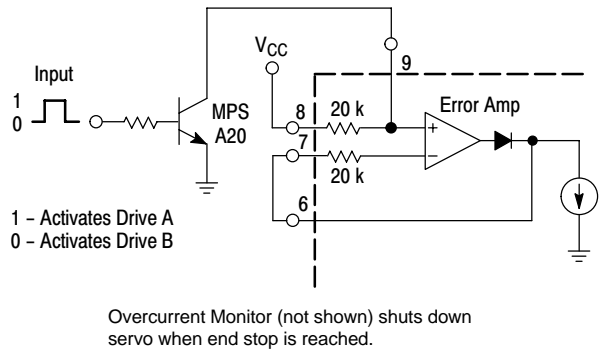 V_CC
9
Input
1
0
MPS
A20
8
20 k
+
Error Amp
7
20 k
–
6
1 – Activates Drive A
0 – Activates Drive B
Overcurrent Monitor (not shown) shuts down
servo when end stop is reached.